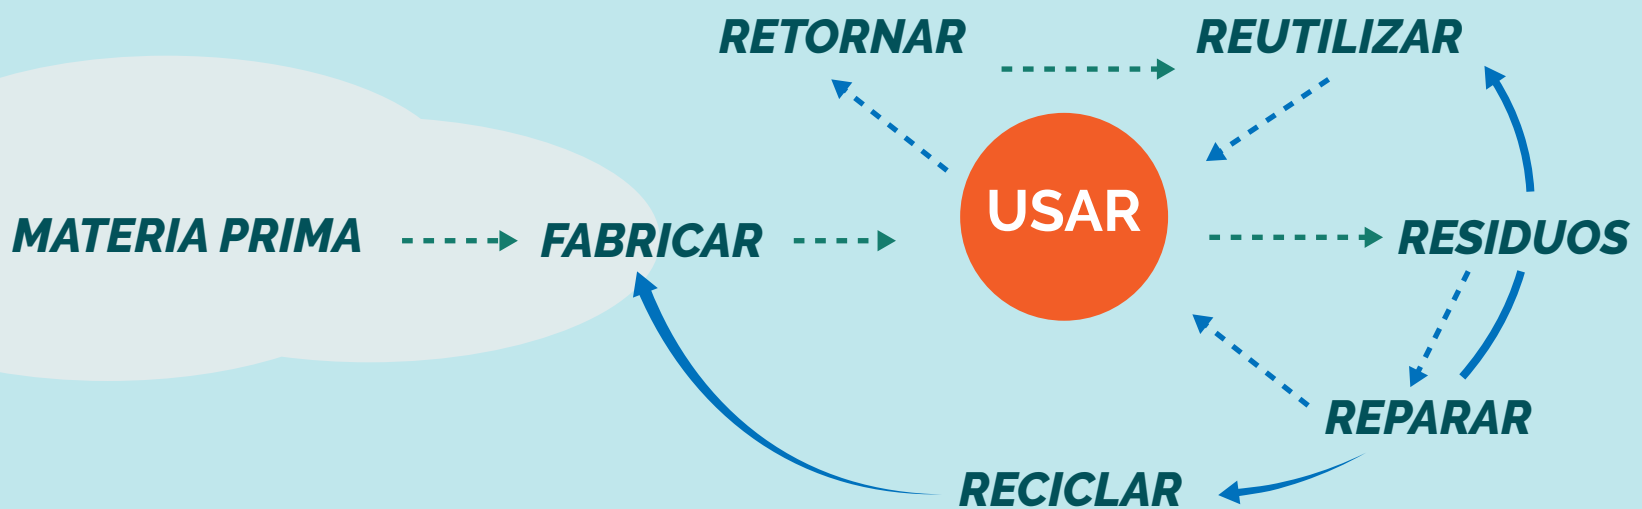 RETORNAR
REUTILIZAR
USAR
MATERIA PRIMA
FABRICAR
RESIDUOS
REPARAR
RECICLAR